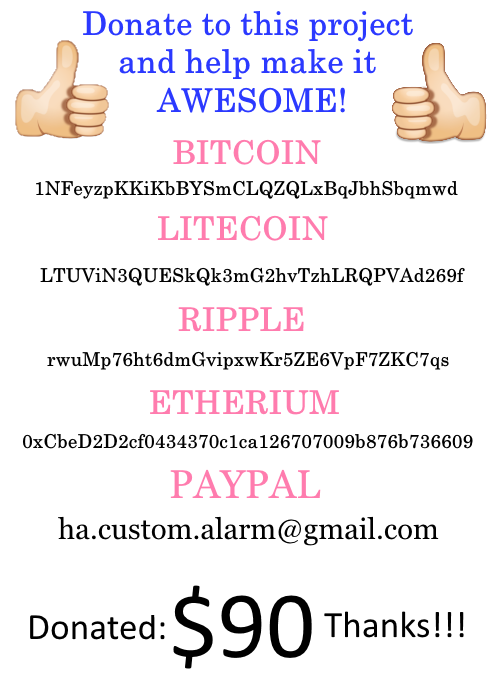 Donate to this project
and help make it
AWESOME!
BITCOIN
1NFeyzpKKiKbBYSmCLQZQLxBqJbhSbqmwd
LITECOIN
LTUViN3QUESkQk3mG2hvTzhLRQPVAd269f
RIPPLE
rwuMp76ht6dmGvipxwKr5ZE6VpF7ZKC7qs
ETHERIUM
0xCbeD2D2cf0434370c1ca126707009b876b736609
PAYPAL
ha.custom.alarm@gmail.com
Donated: $90 Thanks!!!